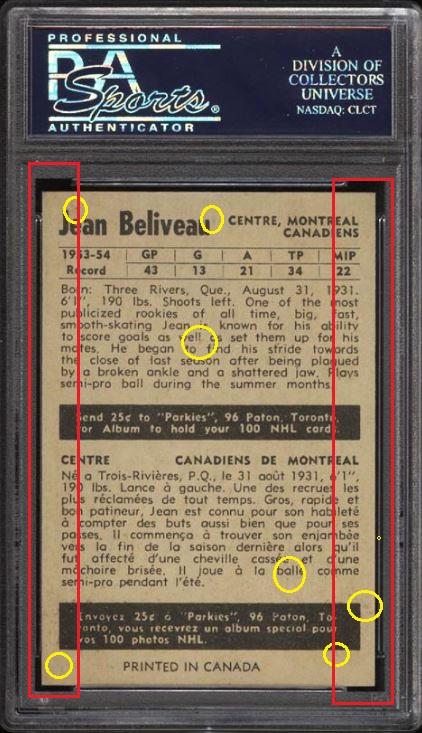 PROFESSIONAL
PSA
Sports®
AUTHENTICATOR
A
DIVISION OF
COLLECTORS
UNIVERSE
NASDAQ: CLCT
Jean Beliveau
CENTRE, MONTREAL
CANADIENS
1953-54 GP G A TP MIP
Record 43 13 21 34 22
Born: Three Rivers, Que., August 31, 1931.
6'1", 190 lbs. Shoots left. One of the most
publicized rookies of all time, big, fast,
smooth-skating Jean is known for his ability
to score goals as well as set them up for his
mates. He began to find his stride towards
the close of last season after being plagued
by a broken ankle and a shattered jaw. Plays
semi-pro ball during the summer months.
Send 25¢ to "Parkies", 96 Paton, Toronto,
for Album to hold your 100 NHL cards.
CENTRE CANADIENS DE MONTREAL
Né a Trois-Rivières, P.Q., le 31 août 1931, 6'1",
190 lbs. Lance à gauche. Une des recrues les
plus réclamées de tout temps. Gros, rapide et
bon patineur, Jean est connu pour son habileté
à compter des buts aussi bien que pour ses
passes. Il commença à trouver son enjambée
vers la fin de la saison dernière alors qu'il
fut affecté d'une cheville cassée et d'une
mâchoire brisée. Il joue à la balle comme
semi-pro pendant l'été.
Envoyez 25¢ à "Parkies", 96 Paton, To-
ronto, vous recevrez un album special pour
vos 100 photos NHL.
PRINTED IN CANADA